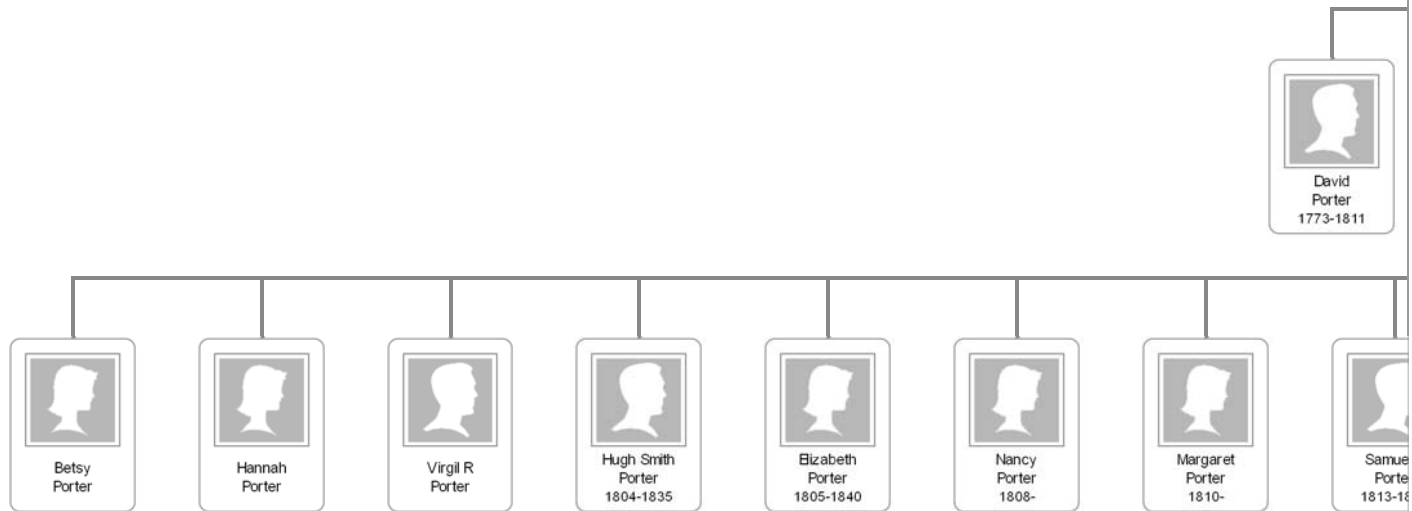 David
Porter
1773-1811
Betsy
Porter
Hannah
Porter
Virgil R
Porter
Hugh Smith
Porter
1804-1835
Elizabeth
Porter
1805-1840
Nancy
Porter
1808-
Margaret
Porter
1810-